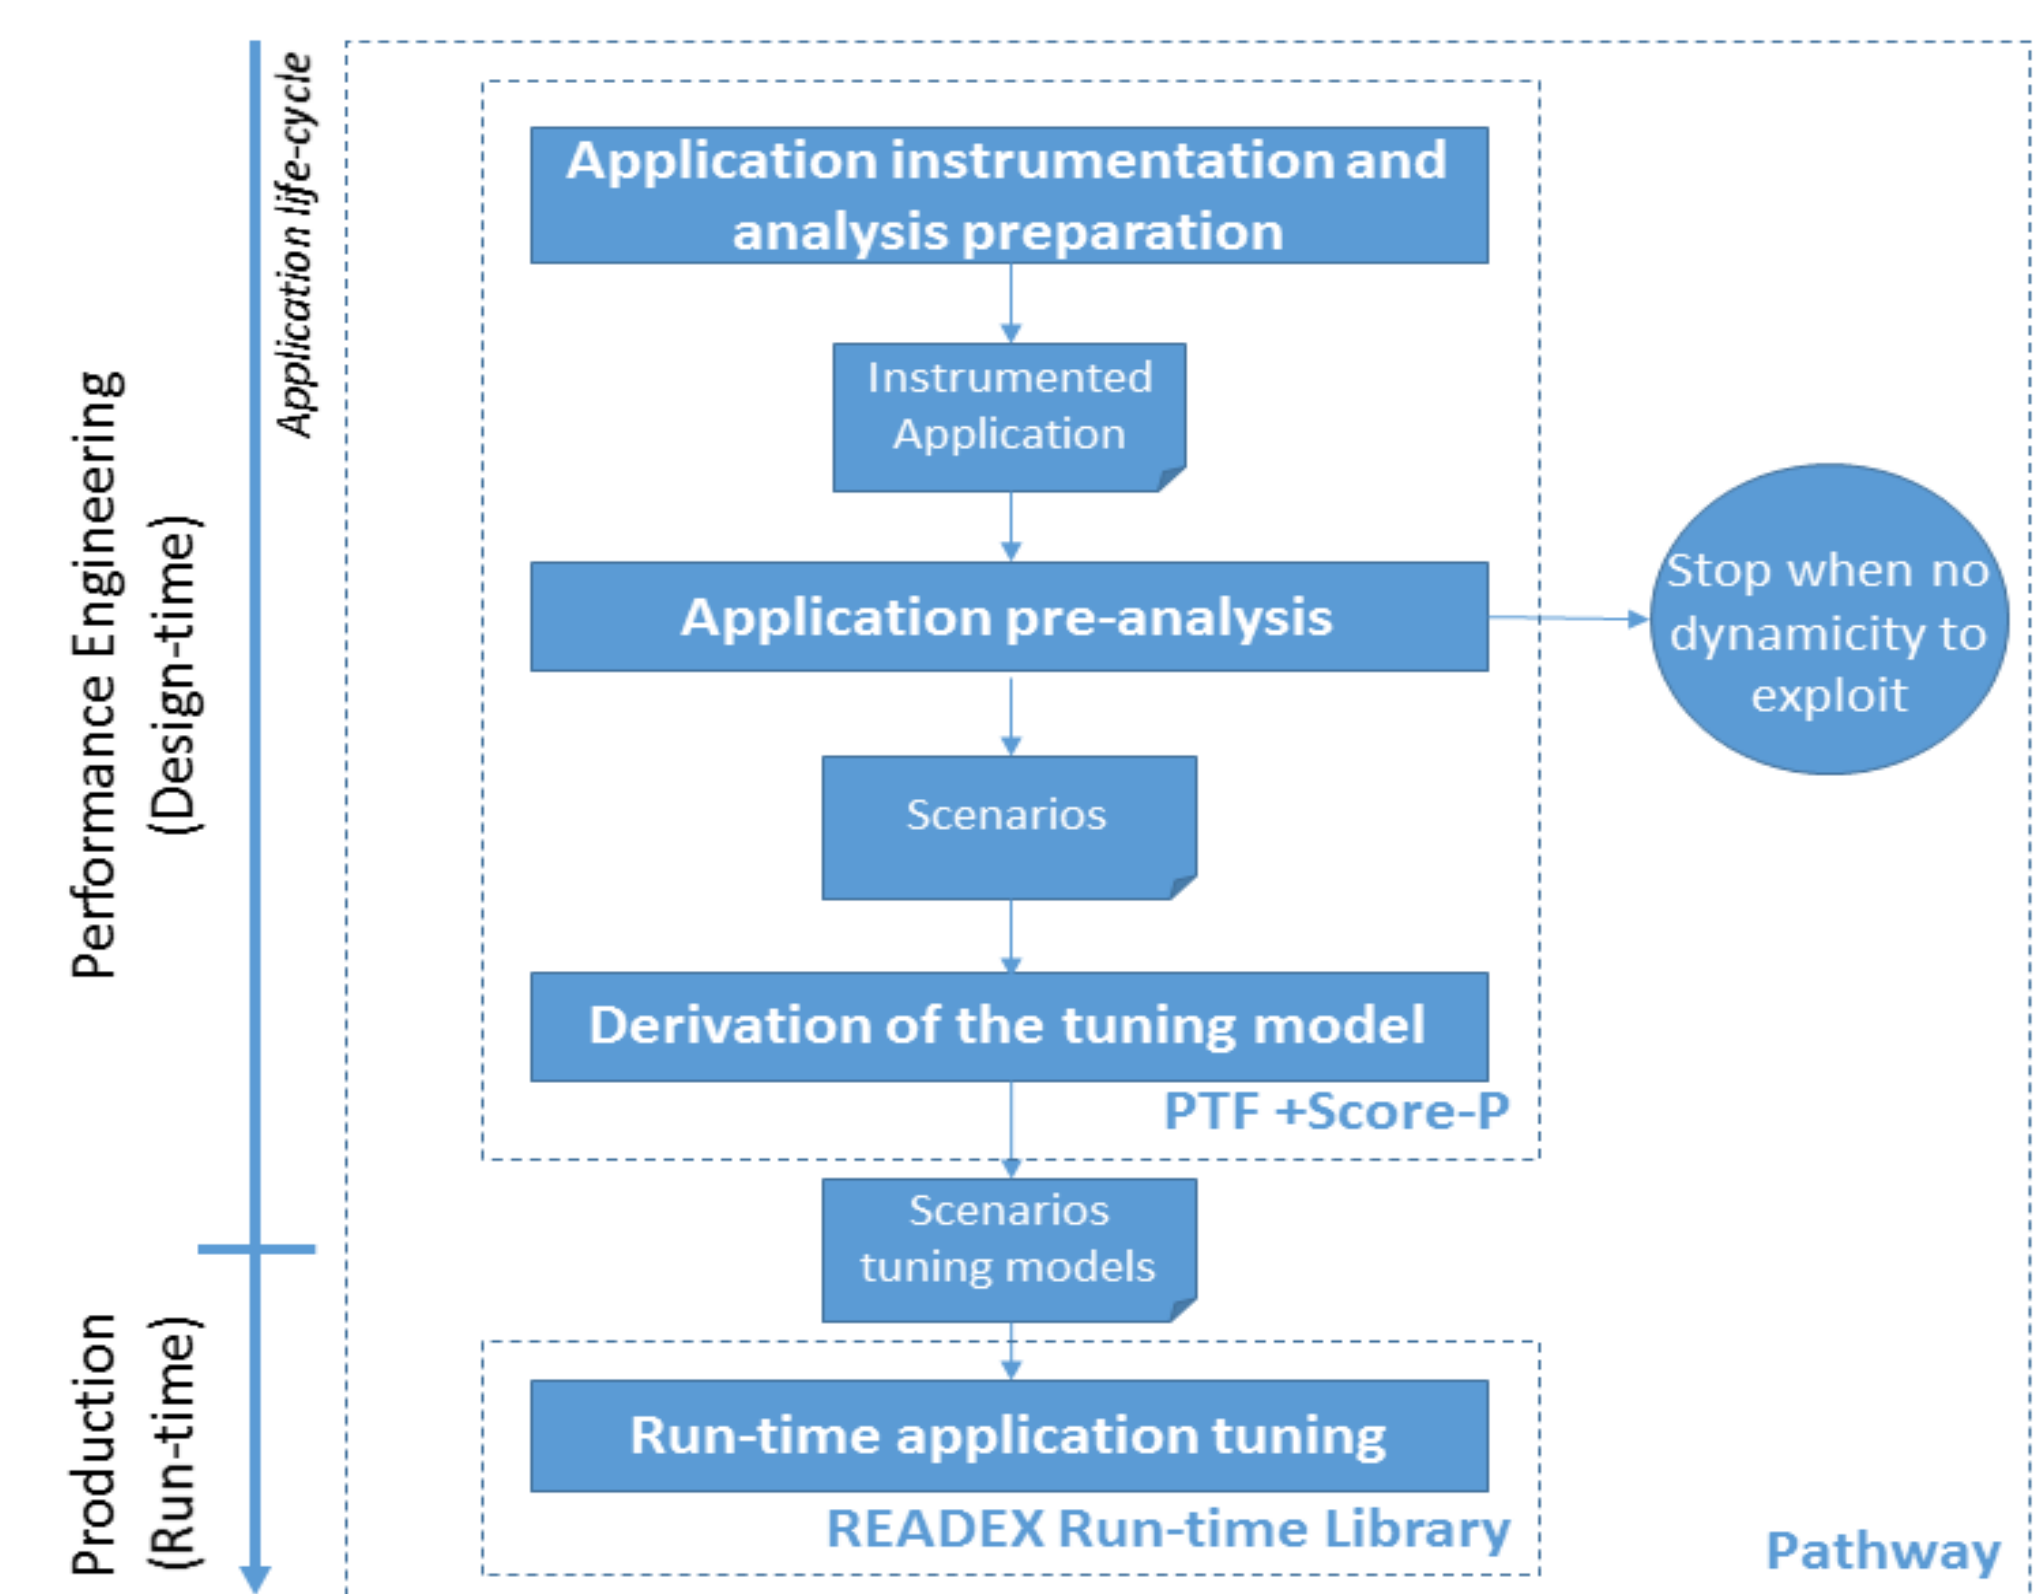 Application life-cycle
Performance Engineering
(Design-time)
Production
(Run-time)
Application instrumentation and
analysis preparation
Instrumented
Application
Application pre-analysis
Stop when no
dynamicity to
exploit
Scenarios
Derivation of the tuning model
PTF +Score-P
Scenarios
tuning models
Run-time application tuning
READEX Run-time Library
Pathway